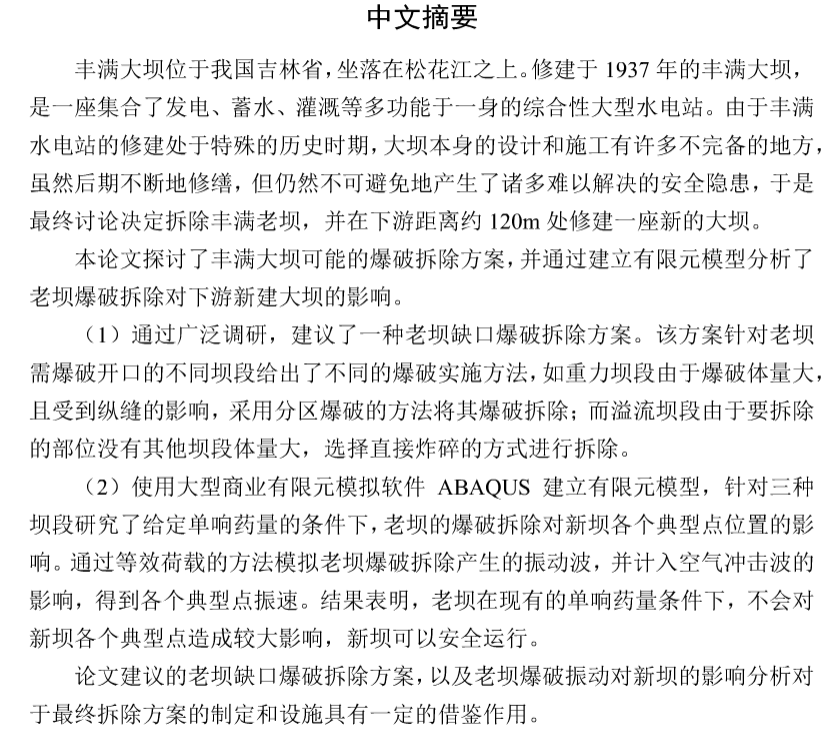 中文摘要
丰满大坝位于我国吉林省，坐落在松花江之上。修建于 1937 年的丰满大坝，
是一座集合了发电、蓄水、灌溉等多功能于一身的综合性大型水电站。由于丰满
水电站的修建处于特殊的历史时期，大坝本身的设计和施工有许多不完备的地方，
虽然后期不断地修缮，但仍然不可避免地产生了诸多难以解决的安全隐患，于是
最终讨论决定拆除丰满老坝，并在下游距离约 120m 处修建一座新的大坝。
本论文探讨了丰满大坝可能的爆破拆除方案，并通过建立有限元模型分析了
老坝爆破拆除对下游新建大坝的影响。
（1）通过广泛调研，建议了一种老坝缺口爆破拆除方案。该方案针对老坝
需爆破开口的不同坝段给出了不同的爆破实施方法，如重力坝段由于爆破体量大，
且受到纵缝的影响，采用分区爆破的方法将其爆破拆除；而溢流坝段由于要拆除
的部位没有其他坝段体量大，选择直接炸碎的方式进行拆除。
（2）使用大型商业有限元模拟软件 ABAQUS 建立有限元模型，针对三种
坝段研究了给定单响药量的条件下，老坝的爆破拆除对新坝各个典型点位置的影
响。通过等效荷载的方法模拟老坝爆破拆除产生的振动波，并计入空气冲击波的
影响，得到各个典型点振速。结果表明，老坝在现有的单响药量条件下，不会对
新坝各个典型点造成较大影响，新坝可以安全运行。
论文建议的老坝缺口爆破拆除方案，以及老坝爆破振动对新坝的影响分析对
于最终拆除方案的制定和设施具有一定的借鉴作用。